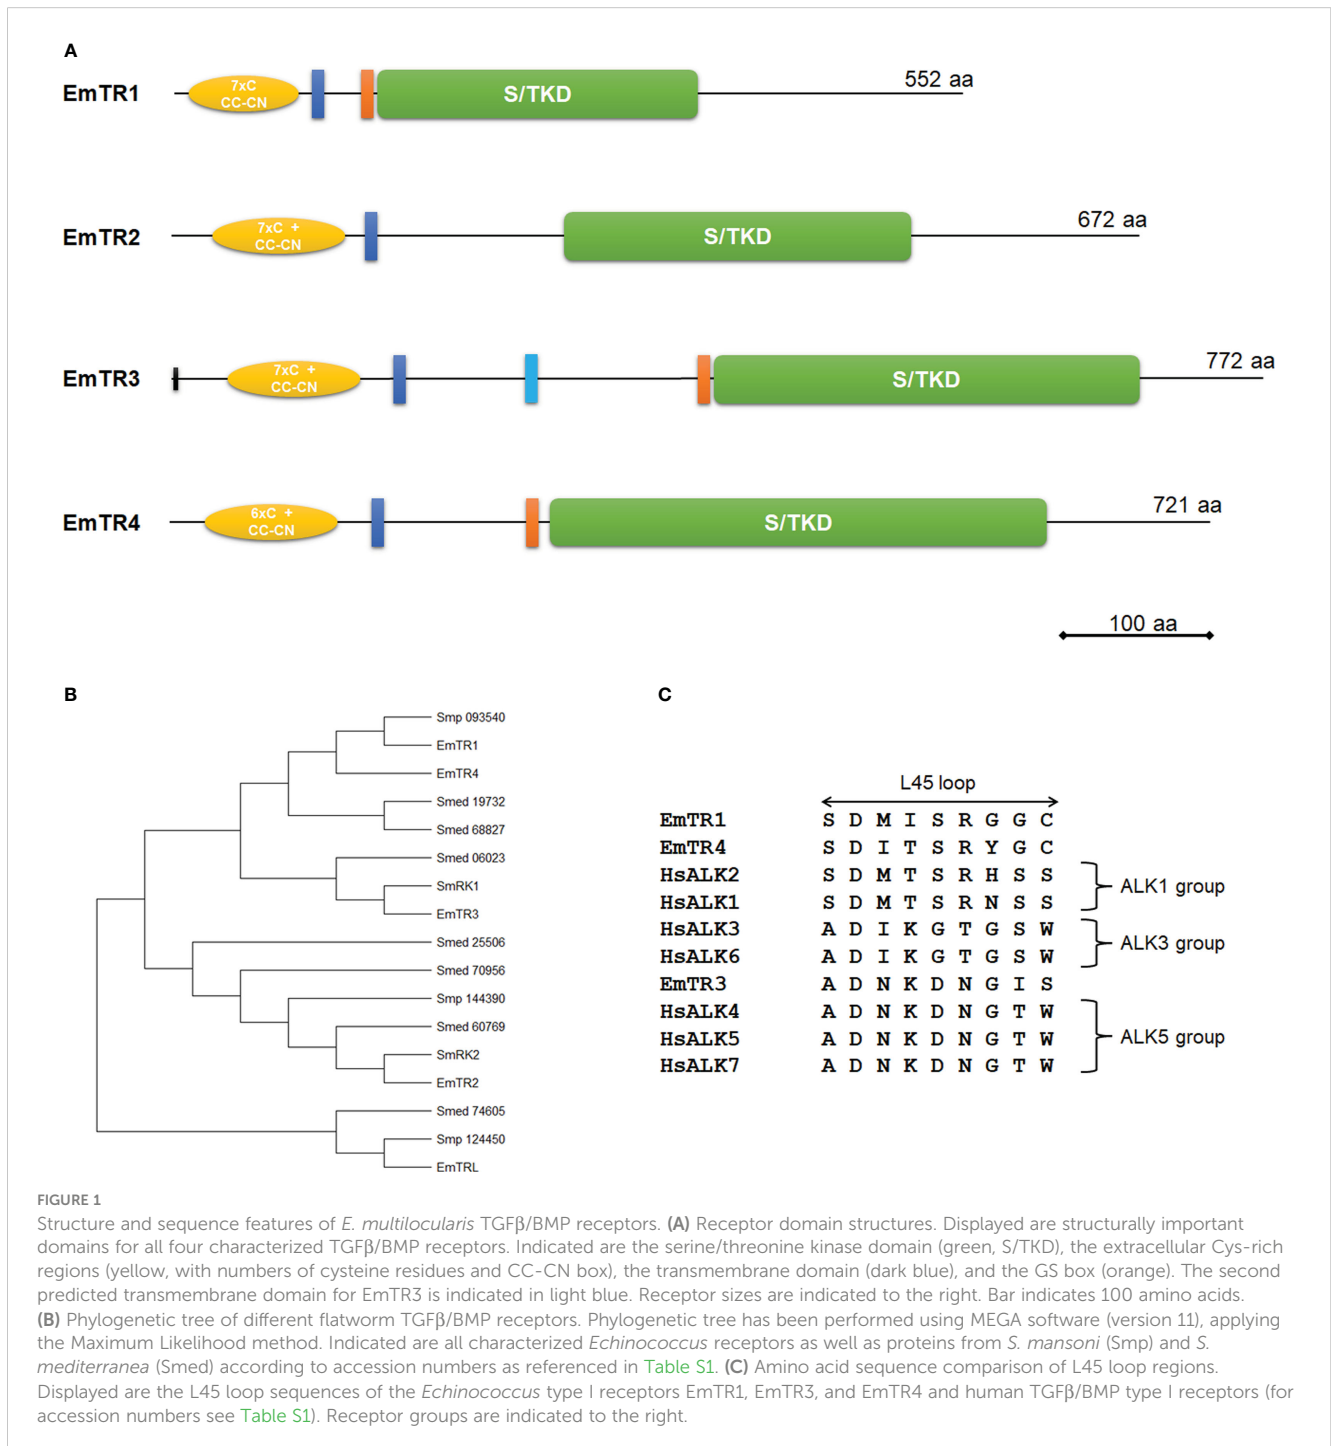 A
EmTR1
7xC
CC-CN
S/TKD
552 aa
EmTR2
7xC +
CC-CN
S/TKD
672 aa
EmTR3
7xC +
CC-CN
S/TKD
772 aa
EmTR4
6xC +
CC-CN
S/TKD
721 aa
100 aa
B
Smp 093540
EmTR1
EmTR4
Smed 19732
Smed 68827
Smed 06023
SmRK1
EmTR3
Smed 25506
Smed 70956
Smp 144390
Smed 60769
SmRK2
EmTR2
Smed 74605
Smp 124450
EmTRL
C
L45 loop
EmTR1 S D M I S R G G C
EmTR4 S D I T S R Y G C
HsALK2 S D M T S R H S S
HsALK1 S D M T S R N S S
HsALK3 A D I K G T G S W
HsALK6 A D I K G T G S W
EmTR3 A D N K D N G I S
HsALK4 A D N K D N G T W
HsALK5 A D N K D N G T W
HsALK7 A D N K D N G T W
ALK1 group
ALK3 group
ALK5 group
FIGURE 1
Structure and sequence features of E. multilocularis TGFβ/BMP receptors. (A) Receptor domain structures. Displayed are structurally important
domains for all four characterized TGFβ/BMP receptors. Indicated are the serine/threonine kinase domain (green, S/TKD), the extracellular Cys-rich
regions (yellow, with numbers of cysteine residues and CC-CN box), the transmembrane domain (dark blue), and the GS box (orange). The second
predicted transmembrane domain for EmTR3 is indicated in light blue. Receptor sizes are indicated to the right. Bar indicates 100 amino acids.
(B) Phylogenetic tree of different flatworm TGFβ/BMP receptors. Phylogenetic tree has been performed using MEGA software (version 11), applying
the Maximum Likelihood method. Indicated are all characterized Echinococcus receptors as well as proteins from S. mansoni (Smp) and S.
mediterranea (Smed) according to accession numbers as referenced in Table S1. (C) Amino acid sequence comparison of L45 loop regions.
Displayed are the L45 loop sequences of the Echinococcus type I receptors EmTR1, EmTR3, and EmTR4 and human TGFβ/BMP type I receptors (for
accession numbers see Table S1). Receptor groups are indicated to the right.